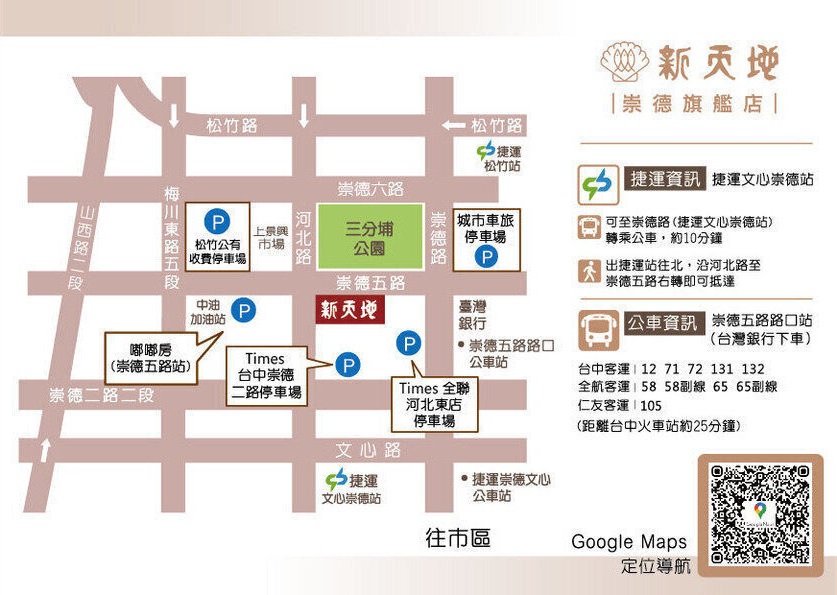 新天地
|崇德旗艦店|
捷運資訊 捷運文心崇德站
可至崇德路(捷運文心崇德站)
轉乘公車，約10分鐘
出捷運站往北，沿河北路至
崇德五路右轉即可抵達
公車資訊 崇德五路路口站
(台灣銀行下車)
台中客運| 12 71 72 131 132
全航客運| 58 58副線 65 65副線
仁友客運| 105
(距離台中火車站約25分鐘)
Google Maps
定位導航
Google Maps
松竹路
松竹路
捷運
松竹站
崇德六路
山西路二段
梅川東路五段
P
松竹公有
收費停車場
上景興
市場
河北路
三分埔
公園
崇德路
城市車旅
停車場
P
崇德五路
中油
加油站
P
新天地
臺灣
銀行
崇德五路路口
公車站
嘟嘟房
(崇德五路站)
Times
台中崇德
二路停車場
P
P
Times 全聯
河北東店
停車場
崇德二路二段
文心路
捷運
文心崇德站
捷運崇德文心
公車站
往市區